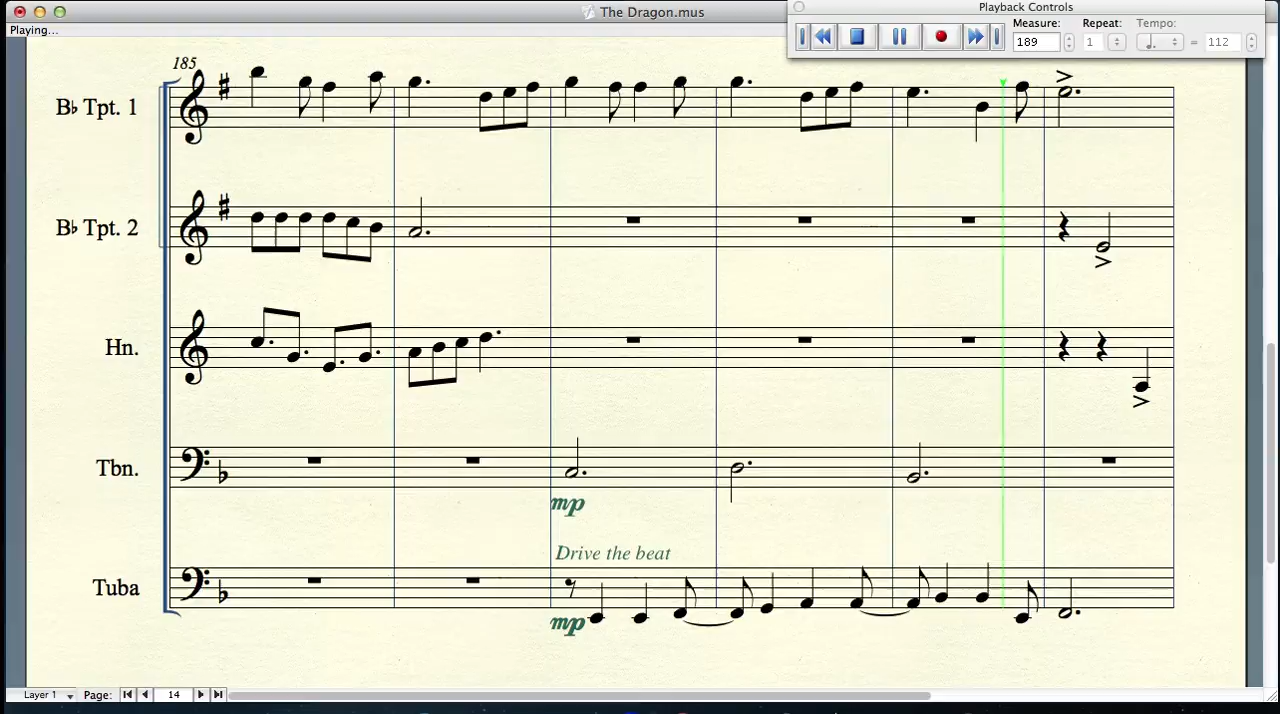 The Dragon.mus
Playback Controls
Playing...
Measure: Repeat: Tempo:
189 1 = 112
185
B♭ Tpt. 1
B♭ Tpt. 2
Hn.
Tbn.
mp
Drive the beat
Tuba
mp
Layer 1 Page: 14